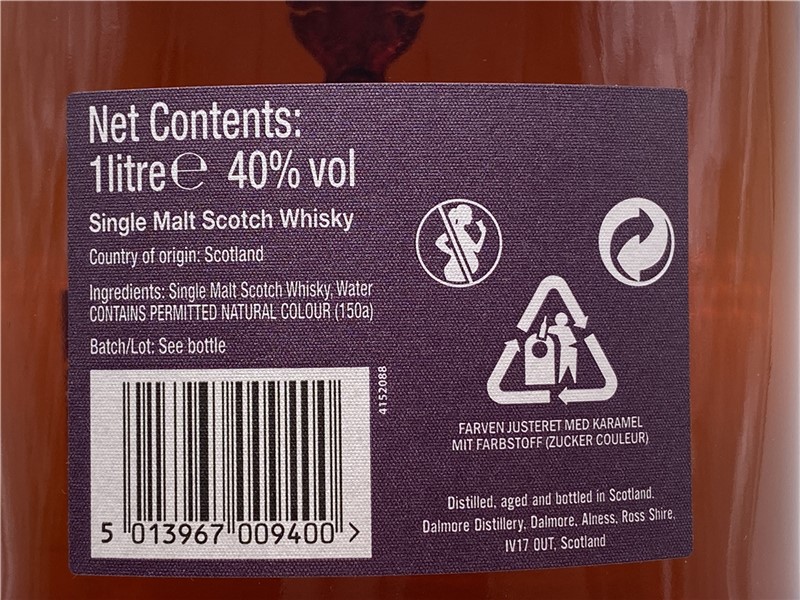 Net Contents:
1litre℮ 40% vol
Single Malt Scotch Whisky
Country of origin: Scotland
Ingredients: Single Malt Scotch Whisky, Water
CONTAINS PERMITTED NATURAL COLOUR (150a)
Batch/Lot: See bottle
4152088
5 013967 009400 >
FARVEN JUSTERET MED KARAMEL
MIT FARBSTOFF (ZUCKER COULEUR)
Distilled, aged and bottled in Scotland.
Dalmore Distillery, Dalmore, Alness, Ross Shire,
IV17 0UT, Scotland